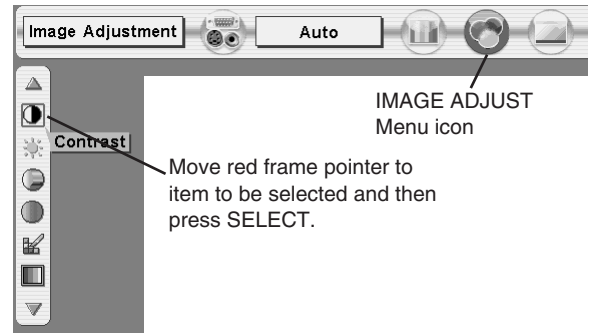 Image Adjustment
Auto
IMAGE ADJUST
Menu icon
Contrast
Move red frame pointer to
item to be selected and then
press SELECT.